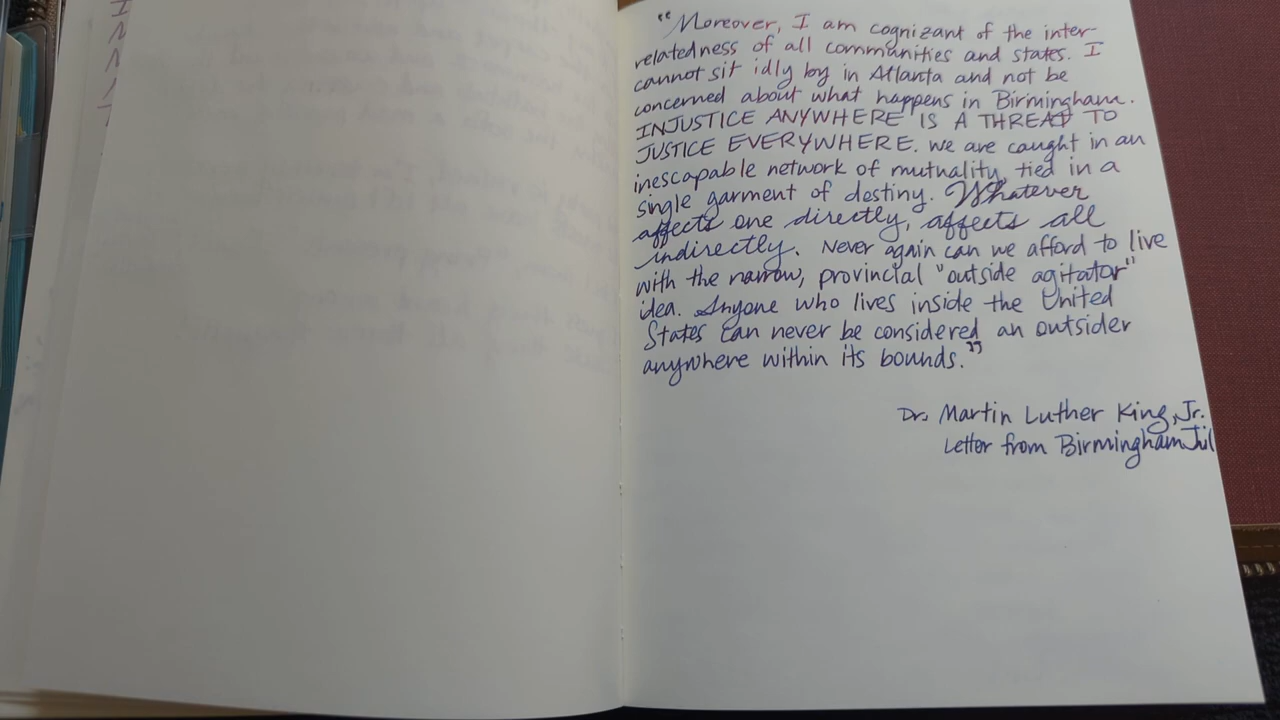 “Moreover, I am cognizant of the inter-
relatedness of all communities and states. I
cannot sit idly by in Atlanta and not be
concerned about what happens in Birmingham.
INJUSTICE ANYWHERE IS A THREAT TO
JUSTICE EVERYWHERE. We are caught in an
inescapable network of mutuality, tied in a
single garment of destiny. Whatever
affects one directly, affects all
indirectly. Never again can we afford to live
with the narrow, provincial "outside agitator"
idea. Anyone who lives inside the United
States can never be considered an outsider
anywhere within its bounds.”
Dr. Martin Luther King, Jr.
Letter from Birmingham Jail